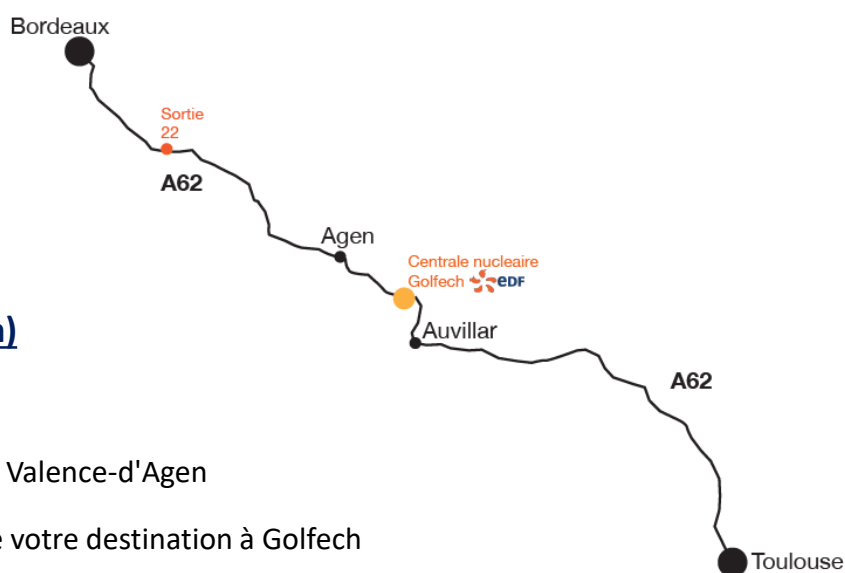 Bordeaux
Sortie
22
A62
Agen
Centrale nucleaire
Golfech eDF
Auvillar
A62
Valence-d'Agen
votre destination à Golfech
Toulouse